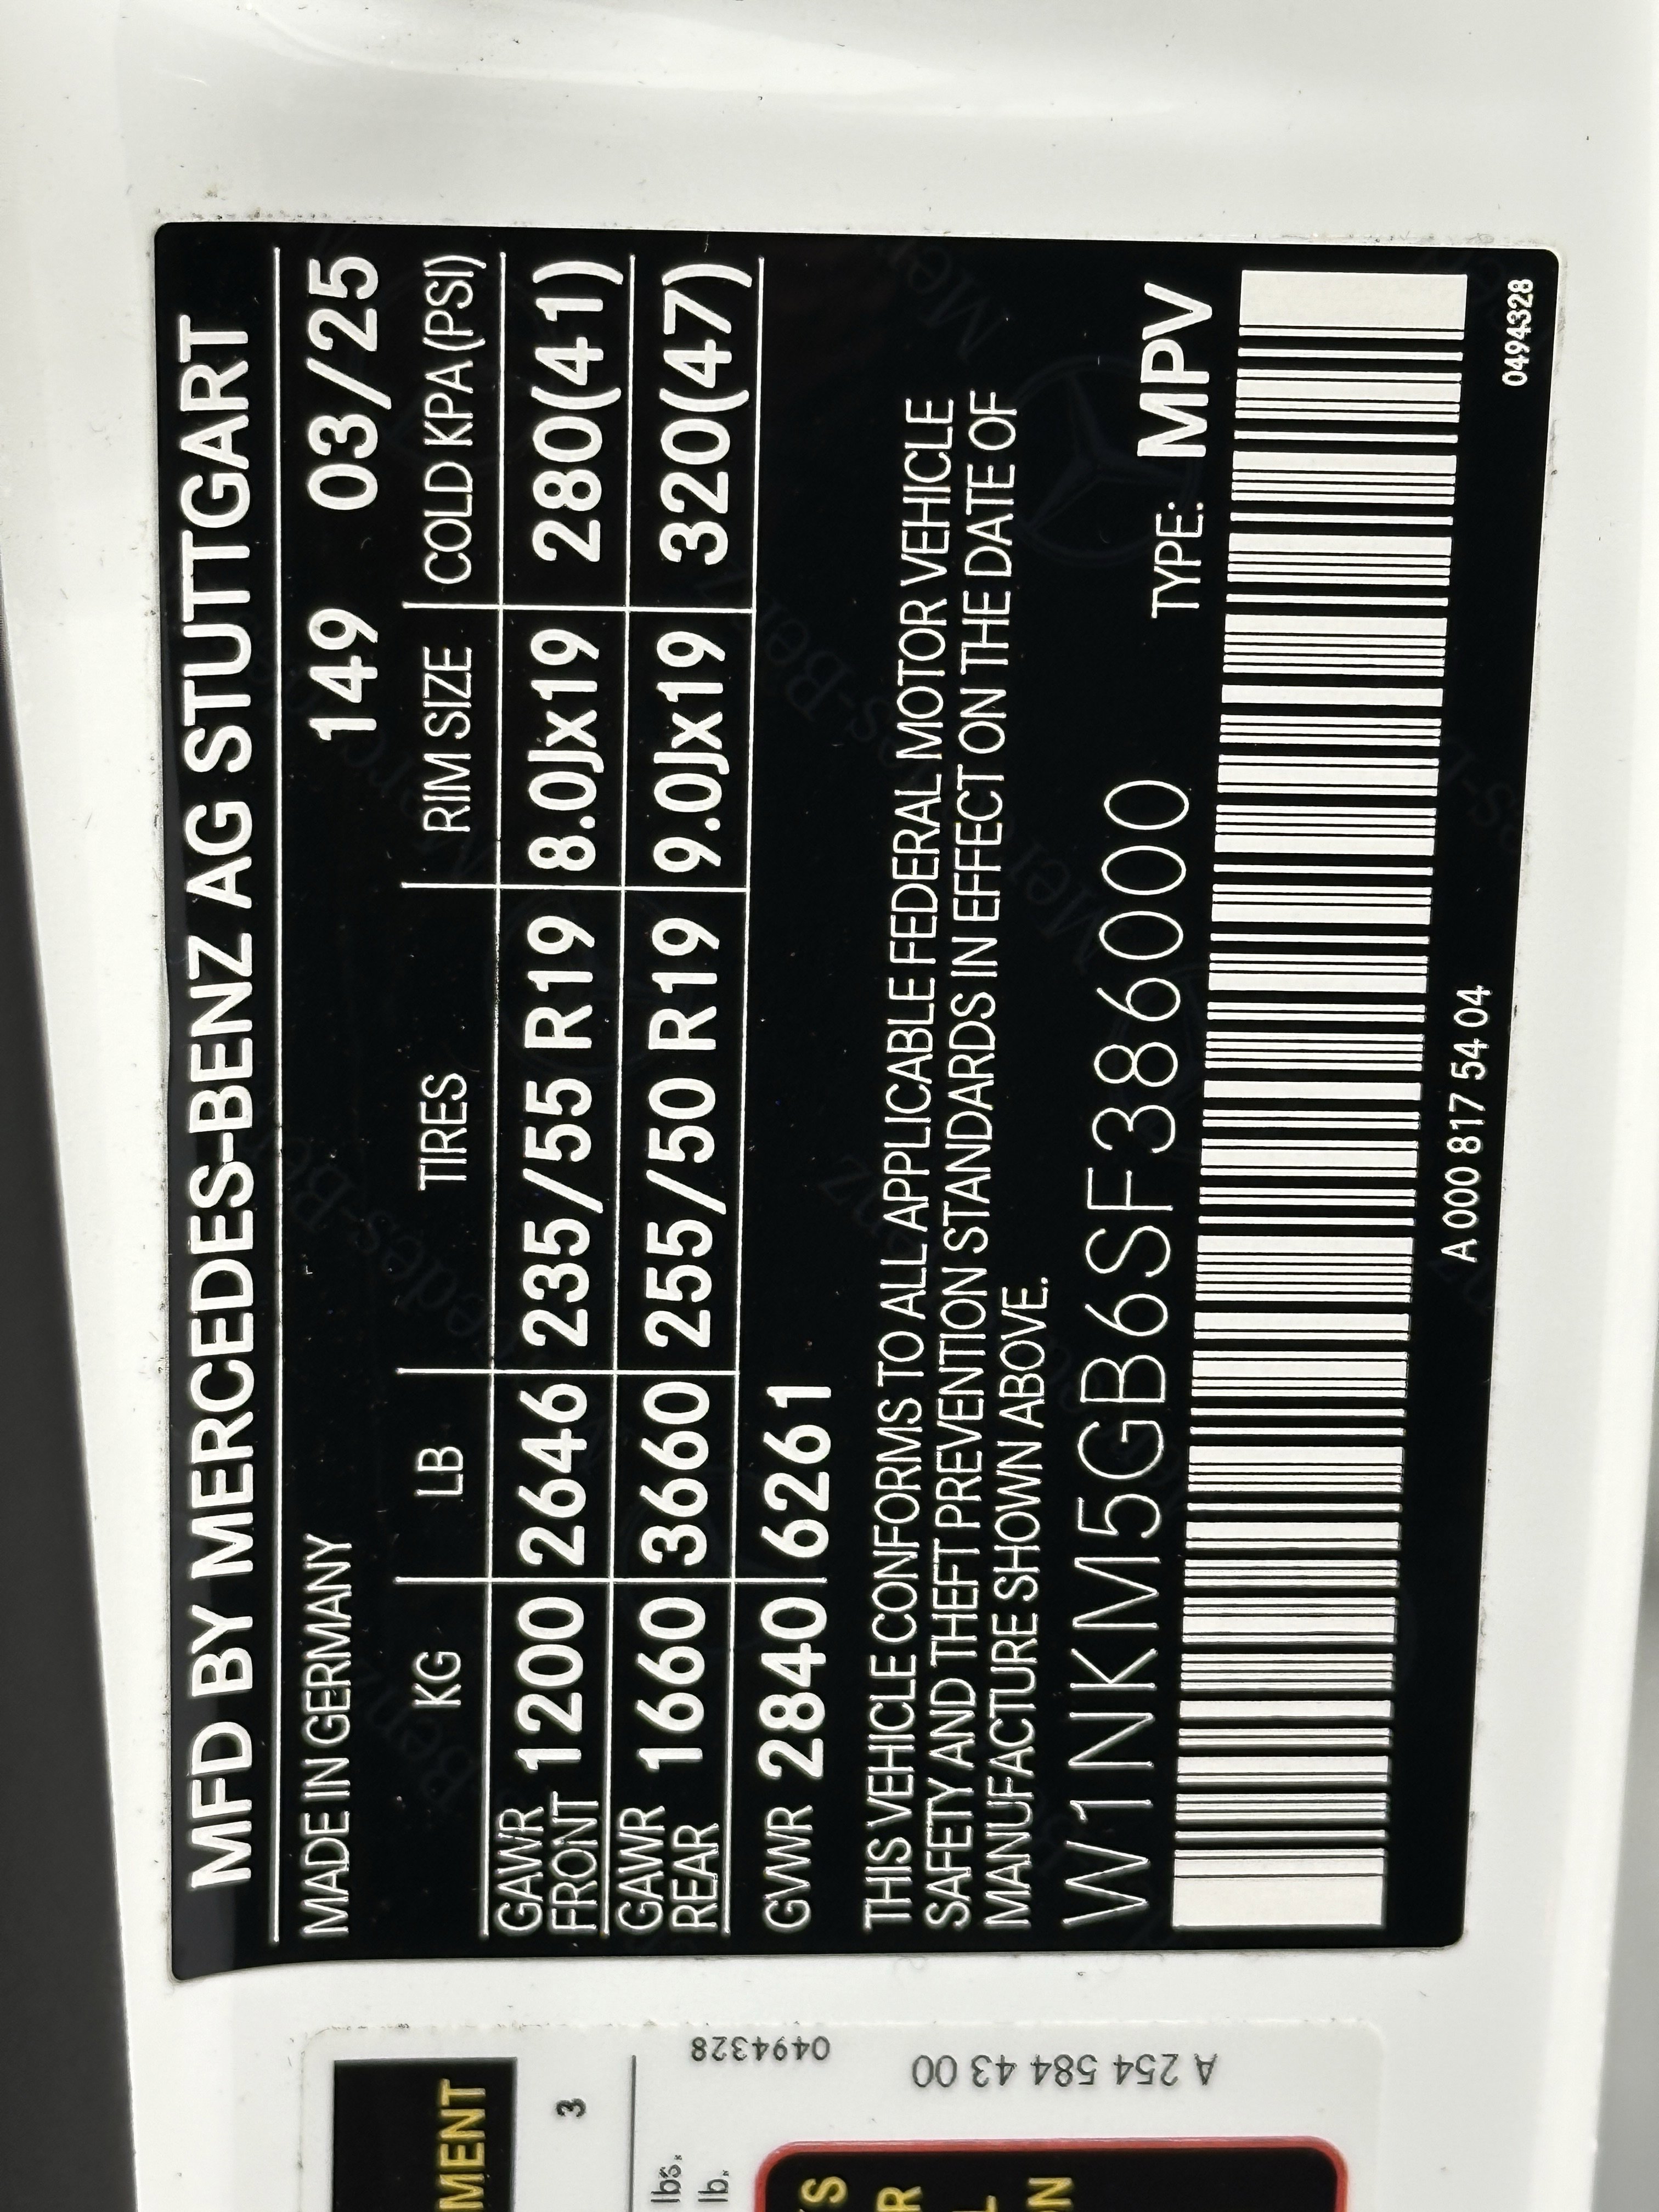 MFD BY MERCEDES-BENZ AG STUTTGART
MADE IN GERMANY 149 03/25
KG LB TIRES RIM SIZE COLD KPA(PSI)
GAWR FRONT 1200 2646 235/55 R19 8.0Jx19 280(41)
GAWR REAR 1660 3660 255/50 R19 9.0Jx19 320(47)
GVWR 2840 6261
THIS VEHICLE CONFORMS TO ALL APPLICABLE FEDERAL MOTOR VEHICLE
SAFETY AND THEFT PREVENTION STANDARDS IN EFFECT ON THE DATE OF
MANUFACTURE SHOWN ABOVE.
W1NKM5GB6SF386000 TYPE: MPV
A 000 817 54 04
0494328
0494328
A 254 584 43 00
MENT
3
lbs.
lb.